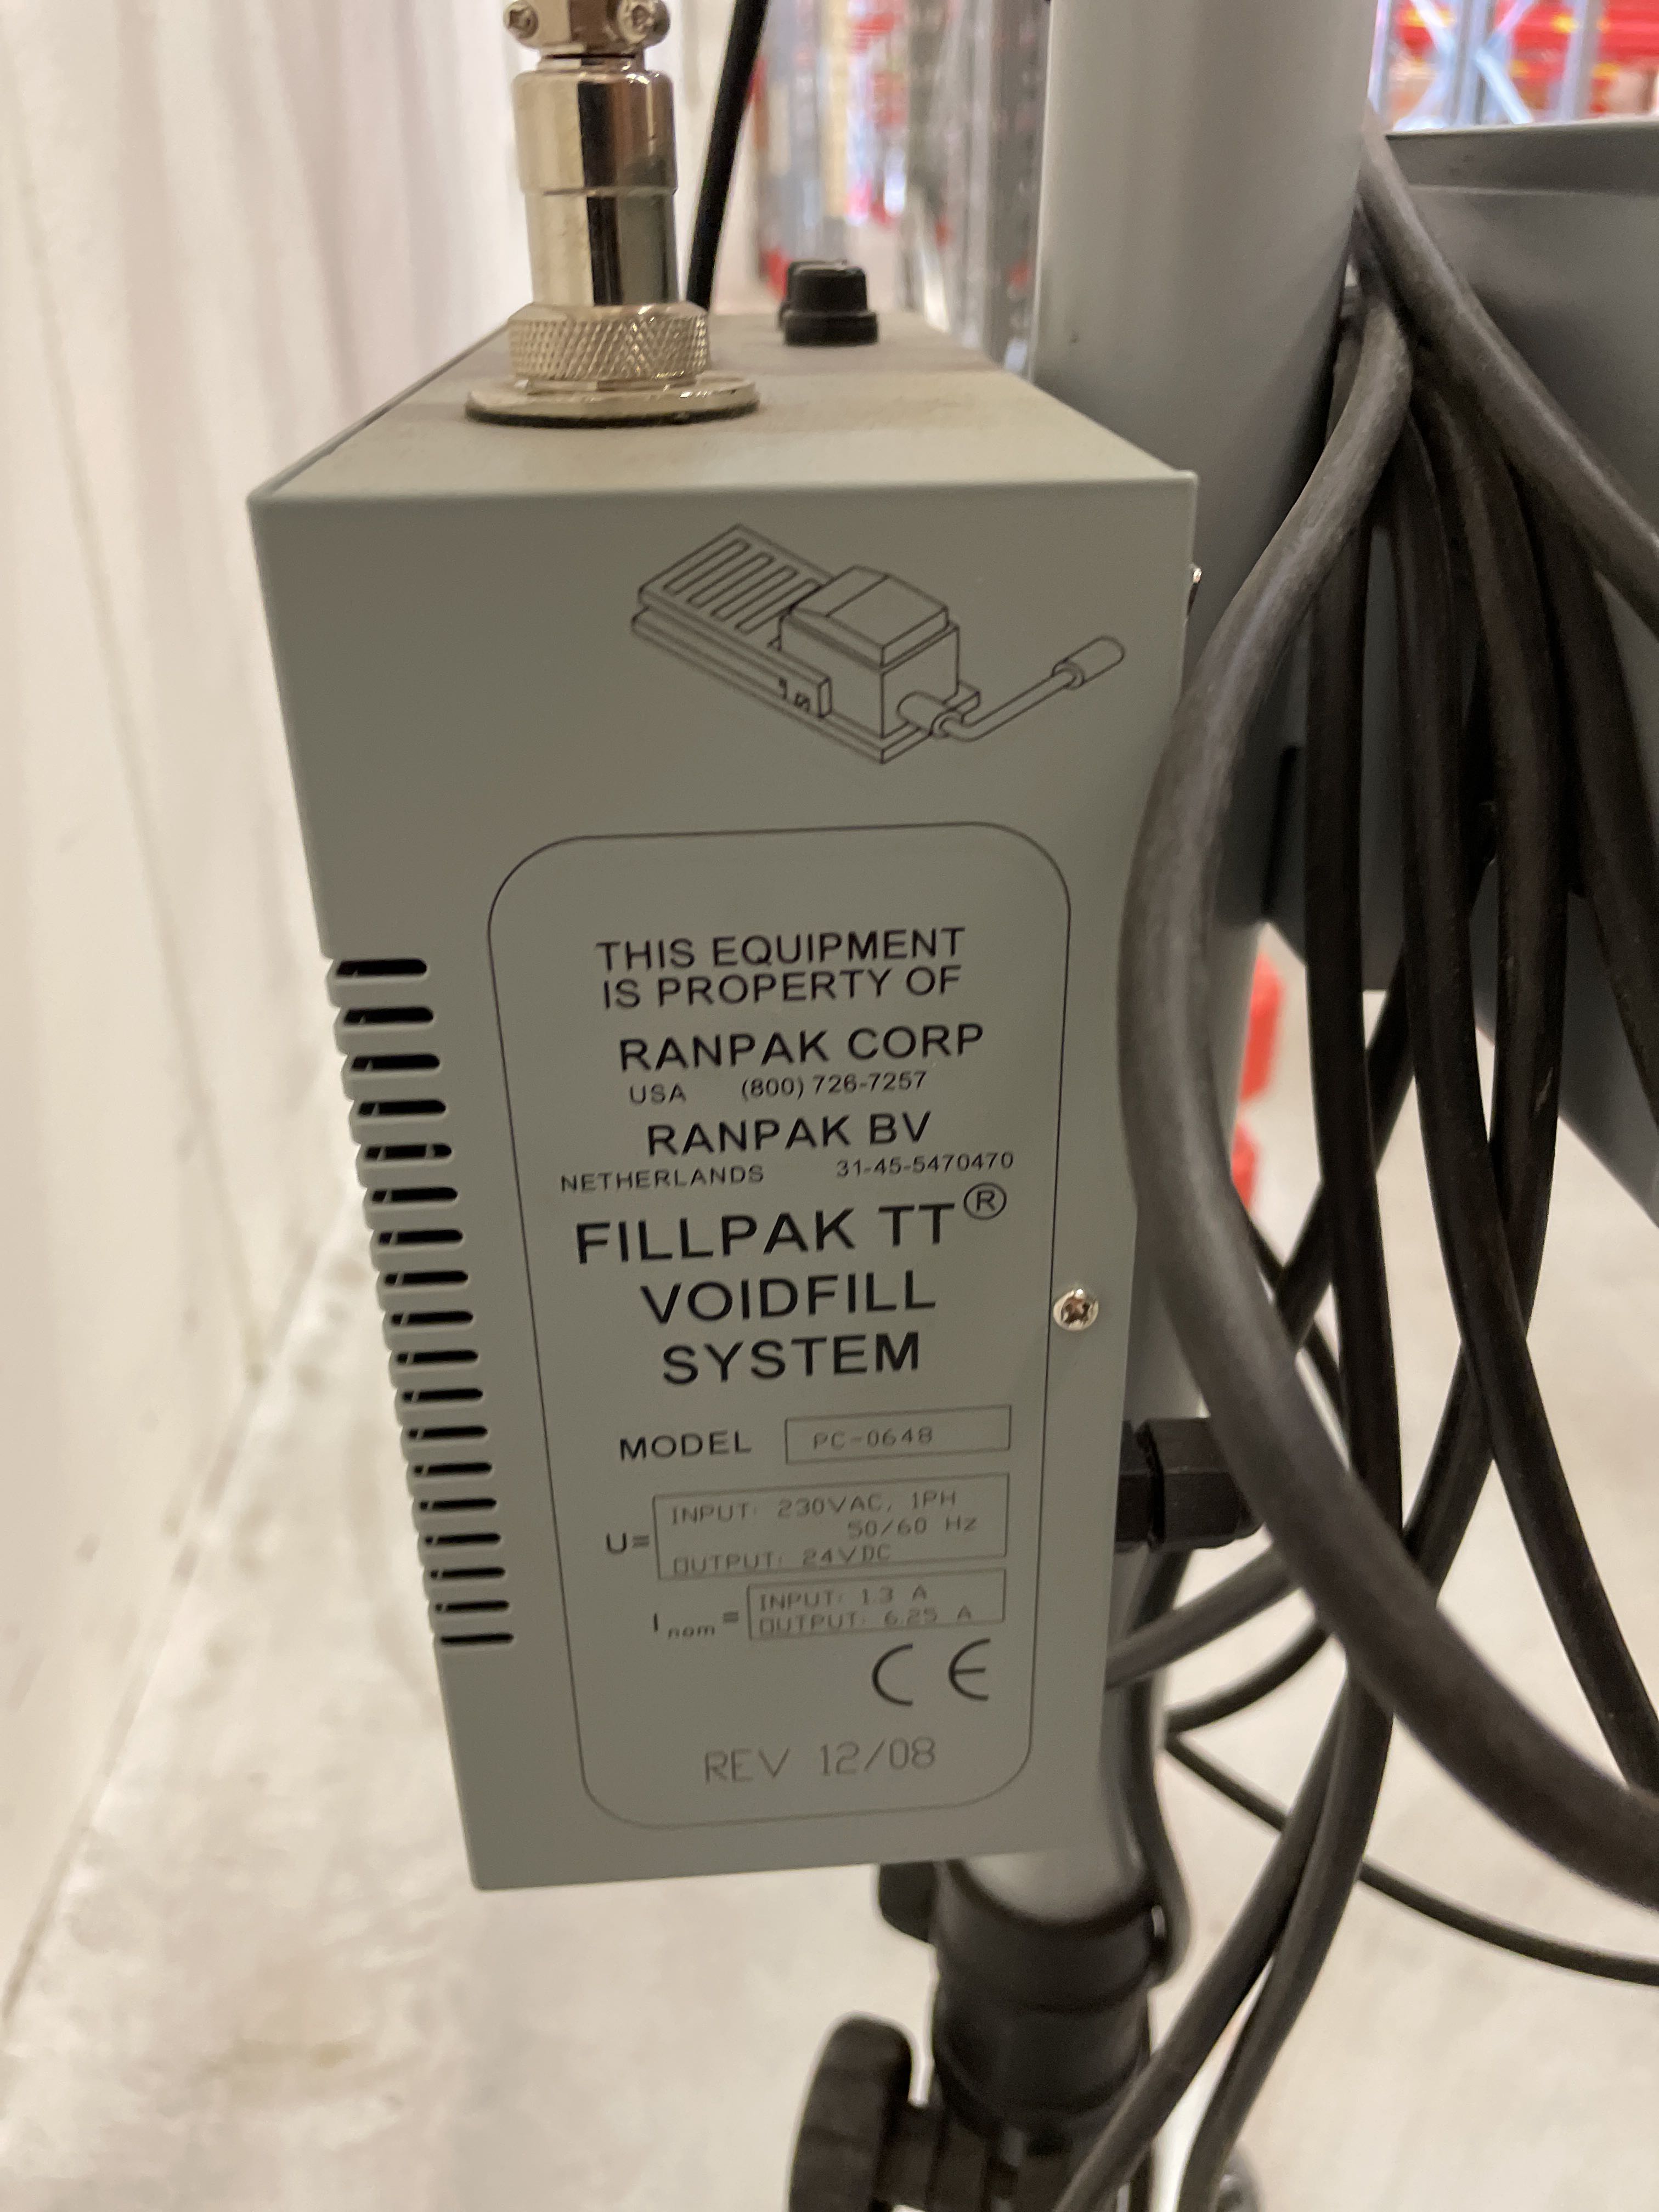 THIS EQUIPMENT
IS PROPERTY OF
RANPAK CORP
USA (800) 726-7257
RANPAK BV
NETHERLANDS 31-45-5470470
FILLPAK TT®
VOIDFILL
SYSTEM
MODEL PC-0648
U= INPUT: 230VAC, 1PH
50/60 Hz
OUTPUT: 24VDC
I nom = INPUT: 1.3 A
OUTPUT: 6.25 A
CE
REV 12/08